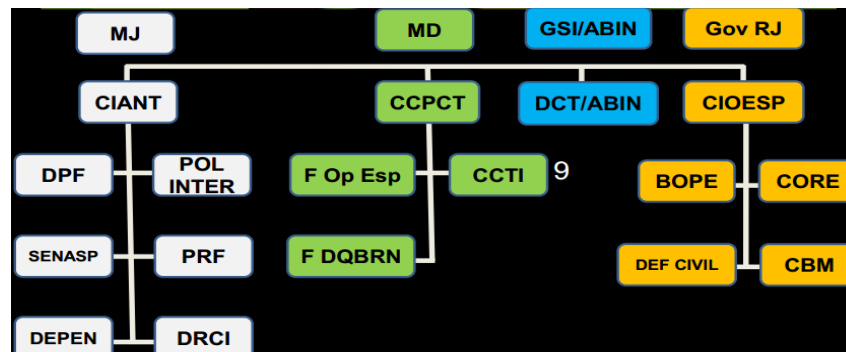 MJ
MD
GSI/ABIN
Gov RJ
CIANT
CCPCT
DCT/ABIN
CIOESP
DPF
POL
INTER
F Op Esp
CCTI
9
BOPE
CORE
SENASP
PRF
F DQBRN
DEF CIVIL
CBM
DEPEN
DRCI